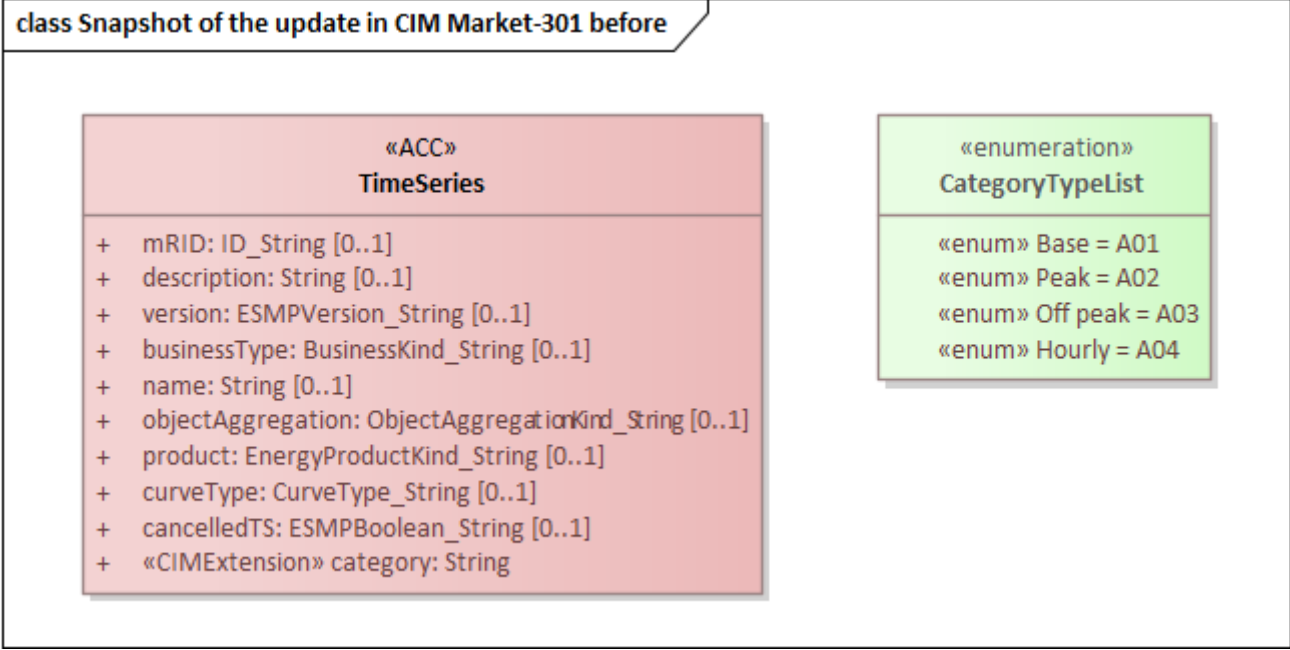 class Snapshot of the update in CIM Market-301 before
«ACC»
TimeSeries
+ mRID: ID_String [0..1]
+ description: String [0..1]
+ version: ESMPVersion_String [0..1]
+ businessType: BusinessKind_String [0..1]
+ name: String [0..1]
+ objectAggregation: ObjectAggregationKind_String [0..1]
+ product: EnergyProductKind_String [0..1]
+ curveType: CurveType_String [0..1]
+ cancelledTS: ESMPBoolean_String [0..1]
+ «CIMExtension» category: String
«enumeration»
CategoryTypeList
«enum» Base = A01
«enum» Peak = A02
«enum» Off peak = A03
«enum» Hourly = A04